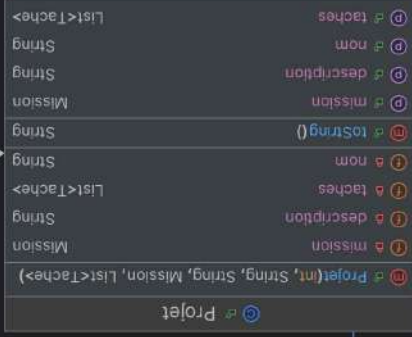 C Projet
m Projet(int, String, String, Mission, List<Tache>)
f mission Mission
f description String
f taches List<Tache>
f nom String
m toString() String
p mission Mission
p description String
p nom String
p taches List<Tache>